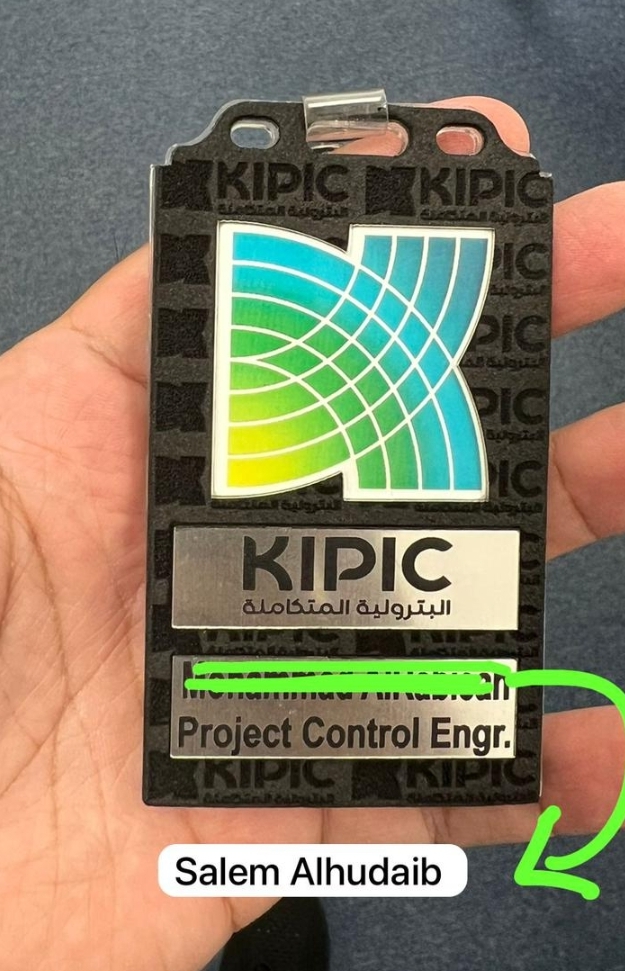 KIPIC
البترولية المتكاملة
Project Control Engr.
Salem Alhudaib